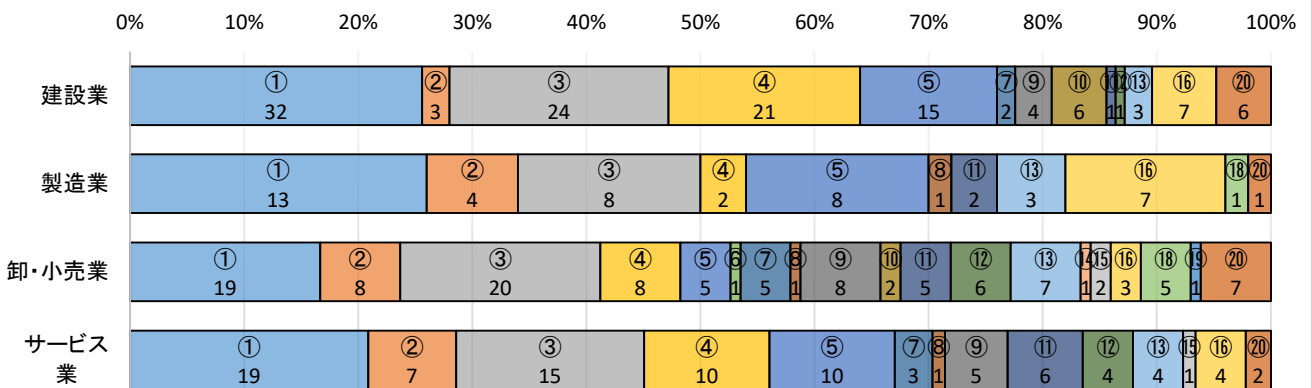 0% 10% 20% 30% 40% 50% 60% 70% 80% 90% 100%
建設業
① ② ③ ④ ⑤ ⑦ ⑨ ⑩ ⑪ ⑫ ⑬ ⑯ ⑳
32 3 24 21 15 2 4 6 1 1 3 7 6
製造業
① ② ③ ④ ⑤ ⑧ ⑪ ⑬ ⑯ ⑱ ⑳
13 4 8 2 8 1 2 3 7 1 1
卸・小売業
① ② ③ ④ ⑤ ⑥ ⑦ ⑧ ⑨ ⑩ ⑪ ⑫ ⑬ ⑭ ⑮ ⑯ ⑱ ⑲ ⑳
19 8 20 8 5 1 5 1 8 2 5 6 7 1 2 3 5 1 7
サービス
業
① ② ③ ④ ⑤ ⑦ ⑧ ⑨ ⑪ ⑫ ⑬ ⑮ ⑯ ⑳
19 7 15 10 10 3 1 5 6 4 4 1 4 2